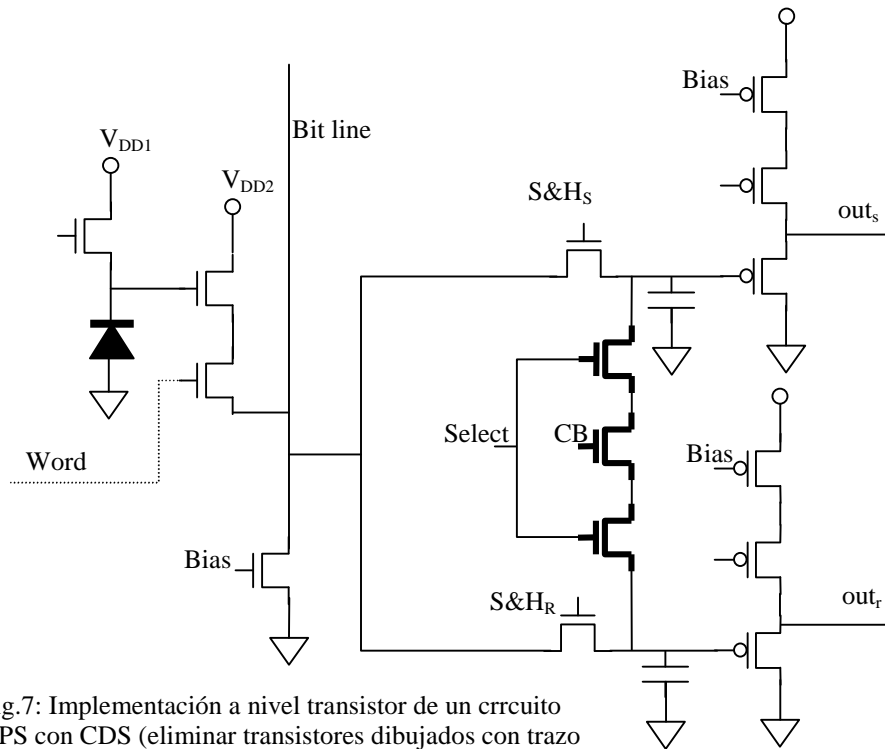 Bias
Bit line
V_DD1
V_DD2
S&H_S
out_s
Select
CB
Word
Bias
Bias
S&H_R
out_r
g.7: Implementación a nivel transistor de un crrcuito
PS con CDS (eliminar transistores dibujados con trazo